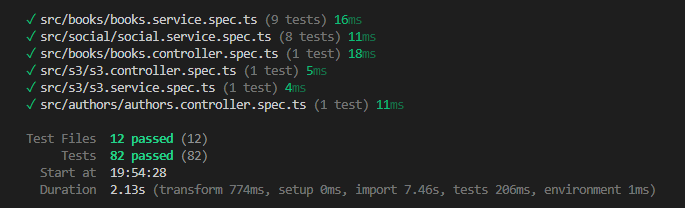 ✓ src/books/books.service.spec.ts (9 tests) 16ms
✓ src/social/social.service.spec.ts (8 tests) 11ms
✓ src/books/books.controller.spec.ts (1 test) 18ms
✓ src/s3/s3.controller.spec.ts (1 test) 5ms
✓ src/s3/s3.service.spec.ts (1 test) 4ms
✓ src/authors/authors.controller.spec.ts (1 test) 11ms
Test Files 12 passed (12)
Tests 82 passed (82)
Start at 19:54:28
Duration 2.13s (transform 774ms, setup 0ms, import 7.46s, tests 206ms, environment 1ms)